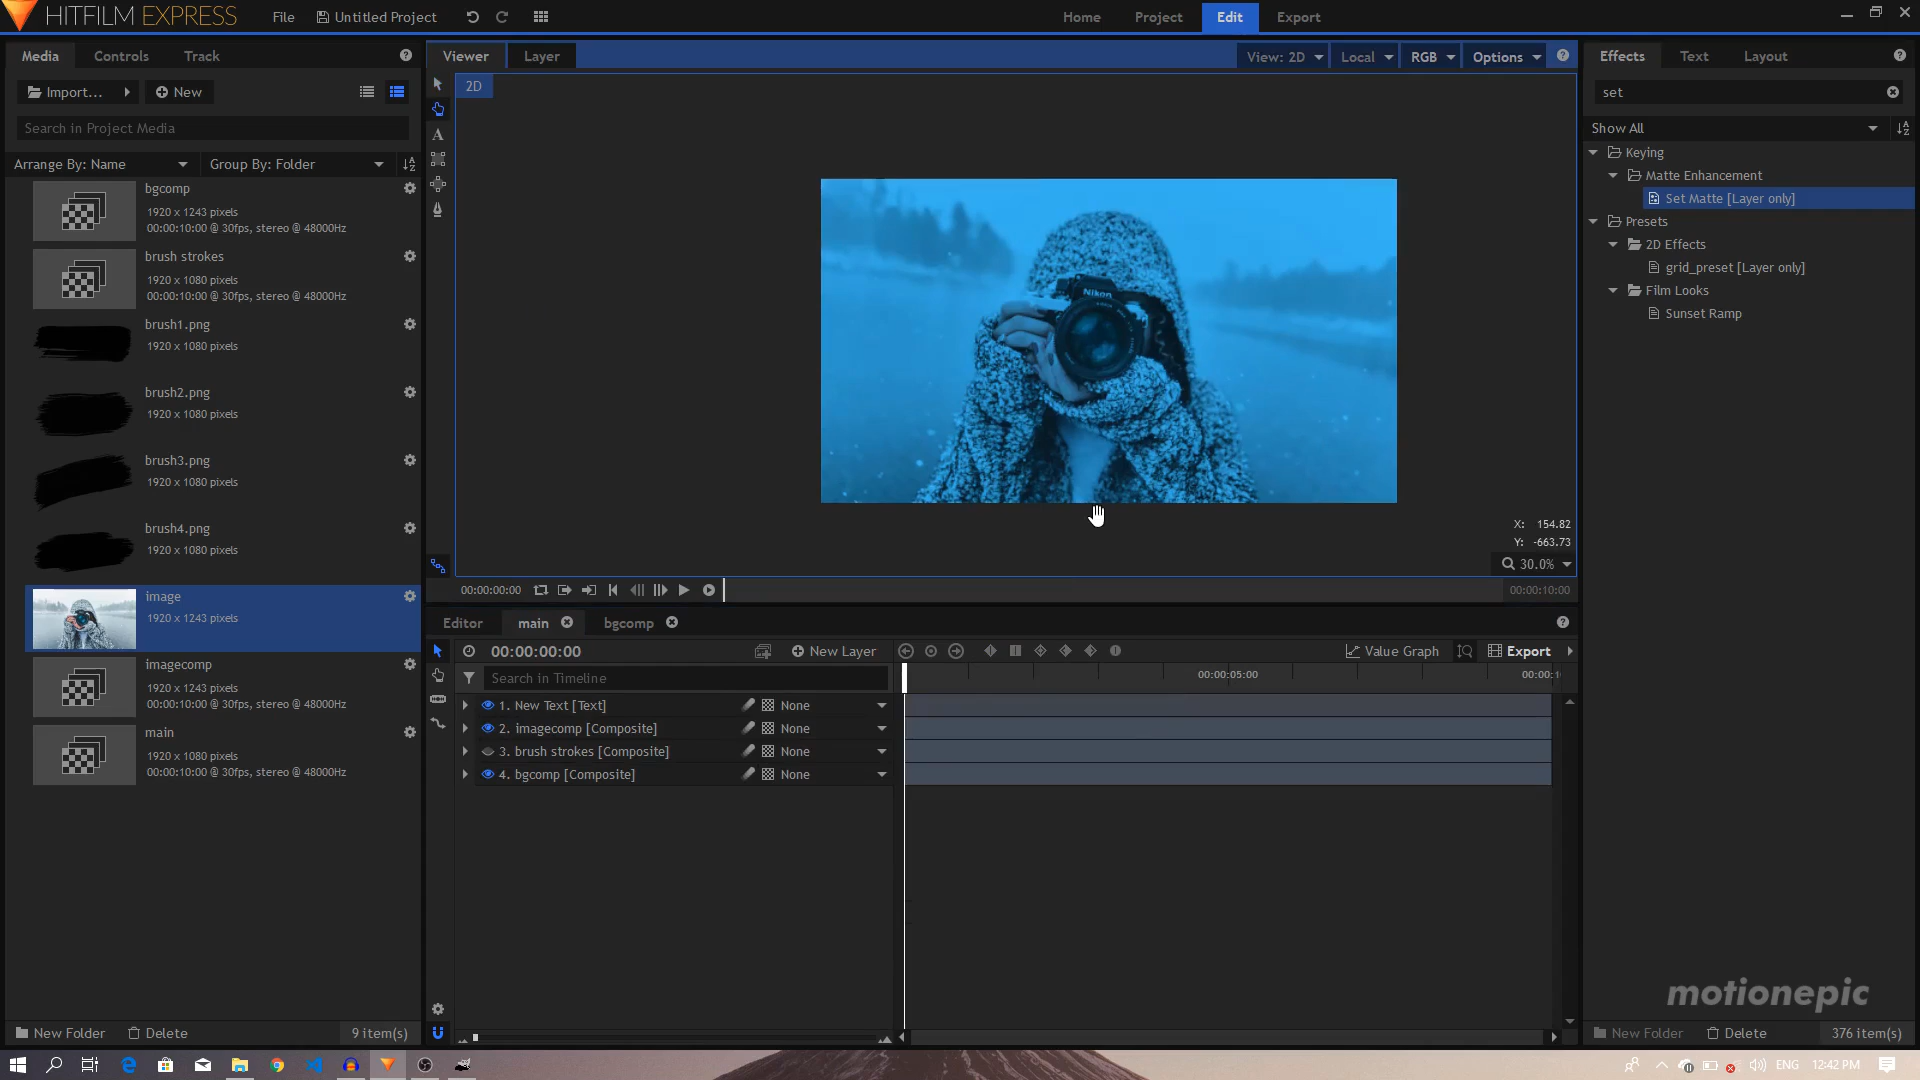 HITFILM EXPRESS
File
Untitled Project
Home
Project
Edit
Export
Media
Controls
Track
Import...
New
Search in Project Media
Arrange By: Name
Group By: Folder
bgcomp
1920 x 1243 pixels
00:00:10:00 @ 30fps, stereo @ 48000Hz
brush strokes
1920 x 1080 pixels
00:00:10:00 @ 30fps, stereo @ 48000Hz
brush1.png
1920 x 1080 pixels
brush2.png
1920 x 1080 pixels
brush3.png
1920 x 1080 pixels
brush4.png
1920 x 1080 pixels
image
1920 x 1243 pixels
imagecomp
1920 x 1243 pixels
00:00:10:00 @ 30fps, stereo @ 48000Hz
main
1920 x 1080 pixels
00:00:10:00 @ 30fps, stereo @ 48000Hz
New Folder
Delete
9 item(s)
Viewer
Layer
View: 2D
Local
RGB
Options
2D
Nikon
X: 154.82
Y: -663.73
30.0%
00:00:00:00
00:00:10:00
Editor
main
bgcomp
00:00:00:00
New Layer
Value Graph
Export
Search in Timeline
00:00:05:00
00:00:1
1. New Text [Text]
None
2. imagecomp [Composite]
None
3. brush strokes [Composite]
None
4. bgcomp [Composite]
None
Effects
Text
Layout
set
Show All
Keying
Matte Enhancement
Set Matte [Layer only]
Presets
2D Effects
grid_preset [Layer only]
Film Looks
Sunset Ramp
motionepic
New Folder
Delete
376 item(s)
ENG
12:42 PM